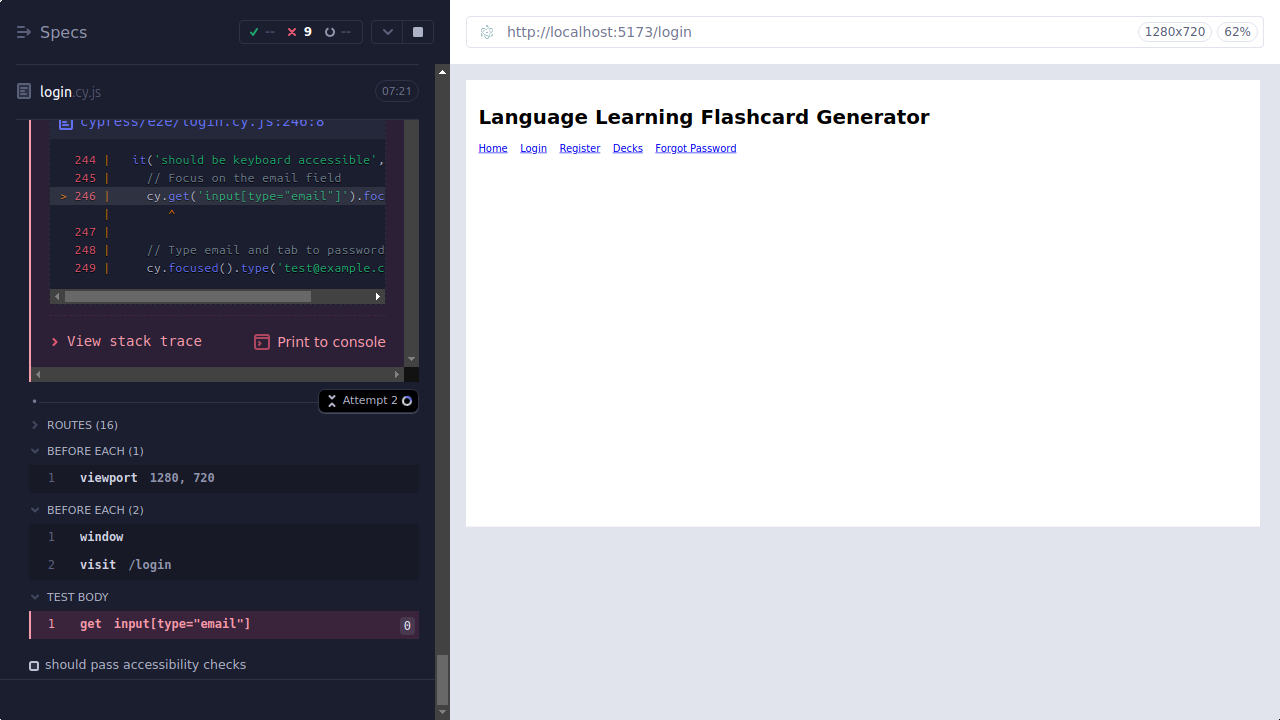 Specs
-- 9 --
login.cy.js
07:21
cypress/e2e/login.cy.js:246:8
244 | it('should be keyboard accessible',
245 | // Focus on the email field
> 246 | cy.get('input[type="email"]').foc
| ^
247 |
248 | // Type email and tab to password
249 | cy.focused().type('test@example.c
View stack trace
Print to console
Attempt 2
ROUTES (16)
BEFORE EACH (1)
1 viewport 1280, 720
BEFORE EACH (2)
1 window
2 visit /login
TEST BODY
1 get input[type="email"] 0
should pass accessibility checks
http://localhost:5173/login
1280x720
62%
Language Learning Flashcard Generator
Home Login Register Decks Forgot Password